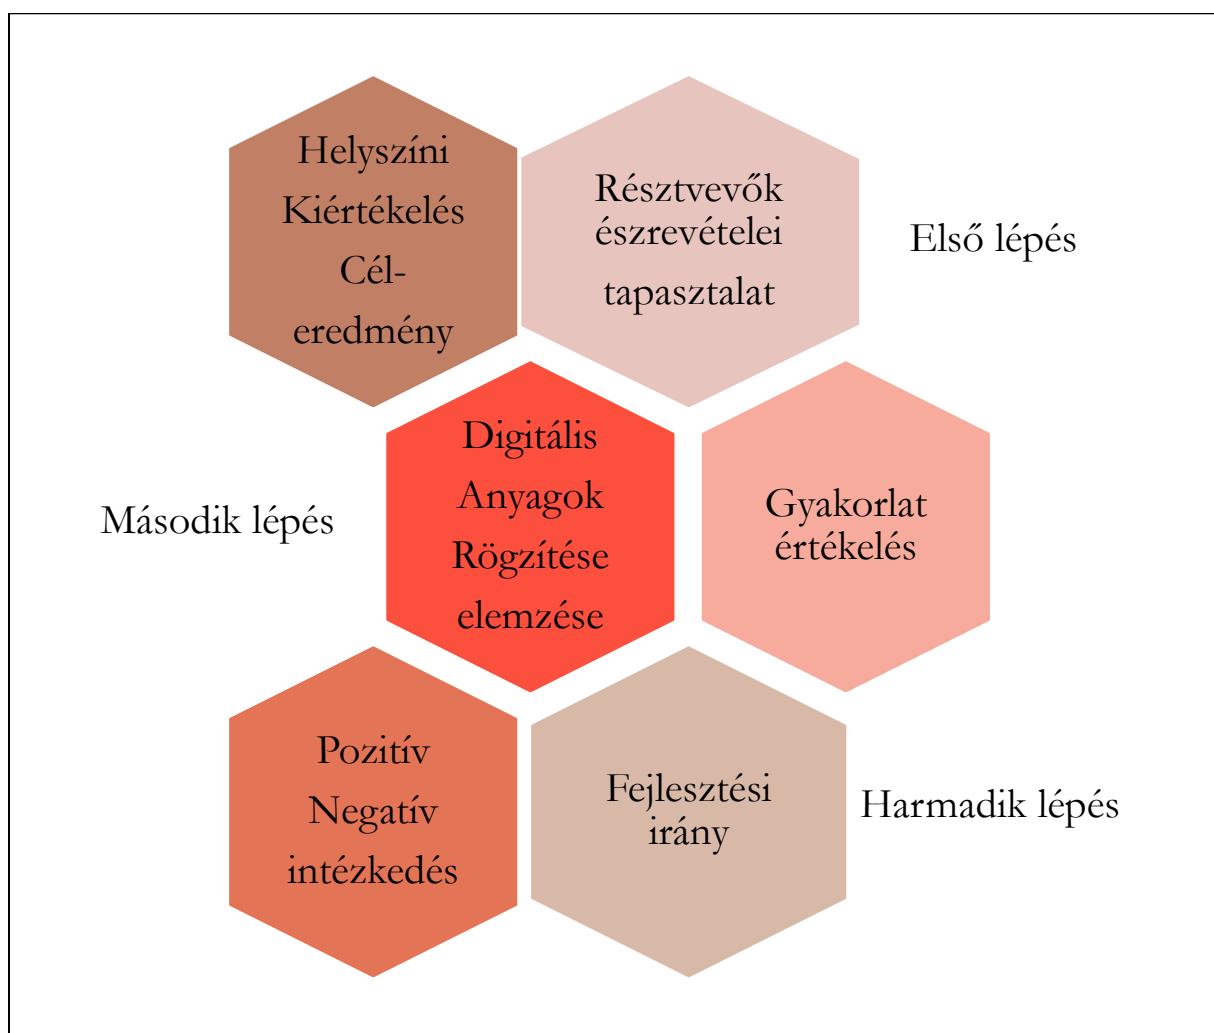 Helyszíni
Kiértékelés
Cél-
eredmény
Résztvevők
észrevételei
tapasztalat
Első lépés
Második lépés
Digitális
Anyagok
Rögzítése
elemzése
Gyakorlat
értékelés
Pozitív
Negatív
intézkedés
Fejlesztési
irány
Harmadik lépés